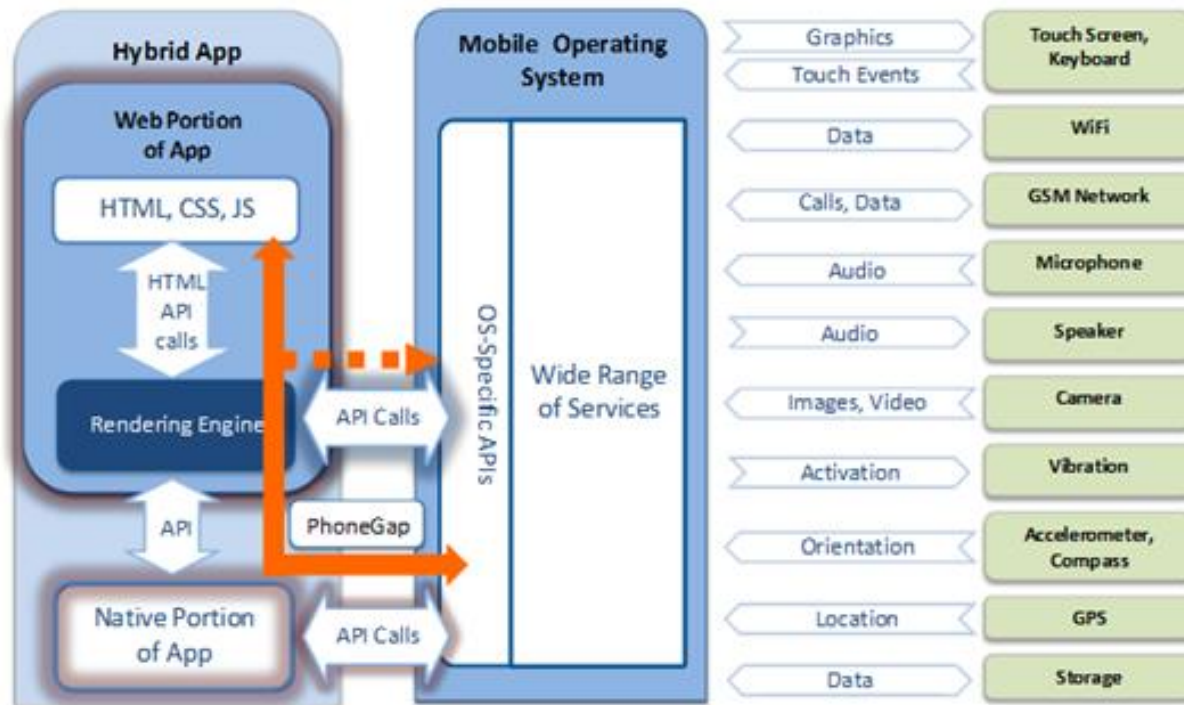 Hybrid App
Web Portion
of App
HTML, CSS, JS
HTML
API
calls
Rendering Engine
API
Native Portion
of App
API Calls
PhoneGap
API Calls
Mobile Operating
System
OS-Specific APIs
Wide Range
of Services
Graphics
Touch Events
Touch Screen,
Keyboard
Data
WiFi
Calls, Data
GSM Network
Audio
Microphone
Audio
Speaker
Images, Video
Camera
Activation
Vibration
Orientation
Accelerometer,
Compass
Location
GPS
Data
Storage